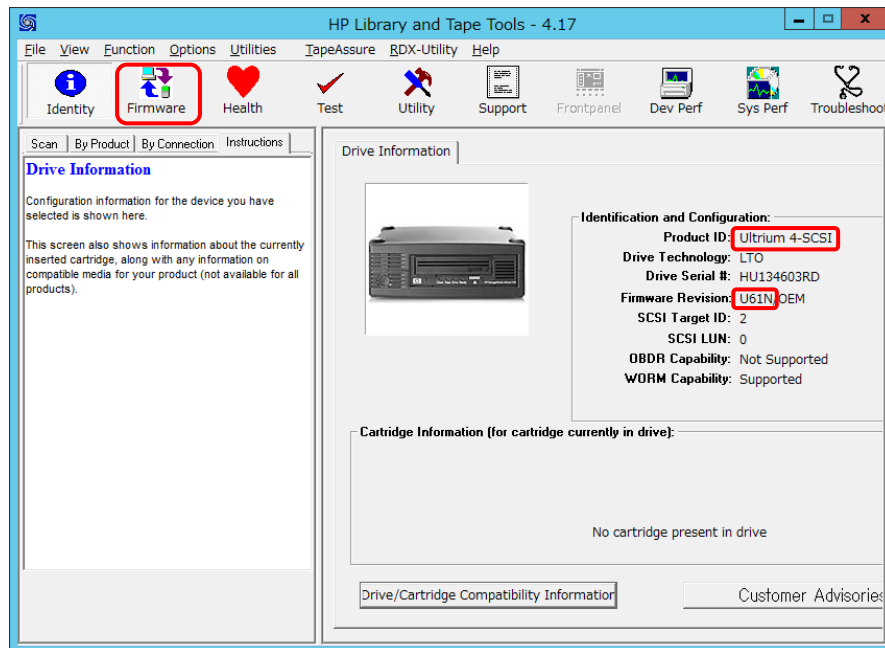 HP Library and Tape Tools - 4.17
File View Function Options Utilities TapeAssure RDX-Utility Help
Identity Firmware Health Test Utility Support Frontpanel Dev Perf Sys Perf Troubleshoot
Scan By Product By Connection Instructions
Drive Information
Configuration information for the device you have
selected is shown here.
This screen also shows information about the currently
inserted cartridge, along with any information on
compatible media for your product (not available for all
products).
Drive Information
Identification and Configuration:
Product ID: Ultrium 4-SCSI
Drive Technology: LTO
Drive Serial #: HU134603RD
Firmware Revision: U61N/OEM
SCSI Target ID: 2
SCSI LUN: 0
OBDR Capability: Not Supported
WORM Capability: Supported
Cartridge Information (for cartridge currently in drive):
No cartridge present in drive
Drive/Cartridge Compatibility Information
Customer Advisories